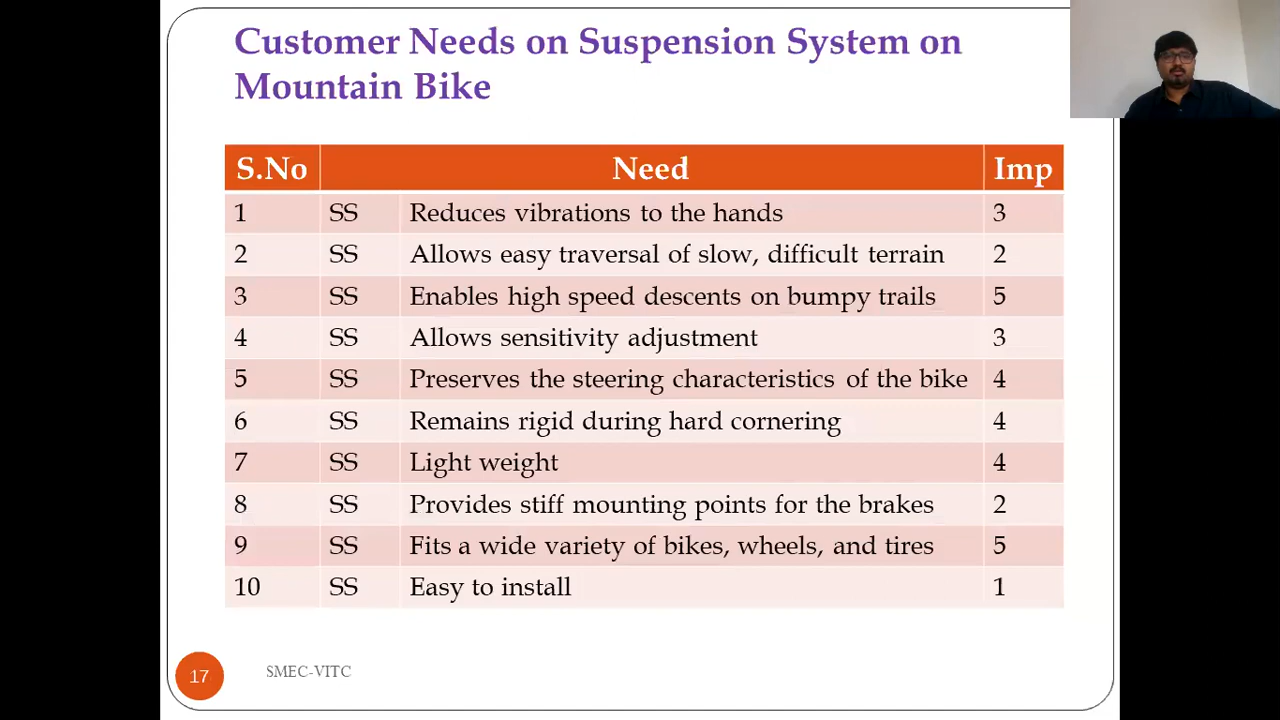 Customer Needs on Suspension System on
Mountain Bike
S.No Need Imp
1 SS Reduces vibrations to the hands 3
2 SS Allows easy traversal of slow, difficult terrain 2
3 SS Enables high speed descents on bumpy trails 5
4 SS Allows sensitivity adjustment 3
5 SS Preserves the steering characteristics of the bike 4
6 SS Remains rigid during hard cornering 4
7 SS Light weight 4
8 SS Provides stiff mounting points for the brakes 2
9 SS Fits a wide variety of bikes, wheels, and tires 5
10 SS Easy to install 1
17 SMEC-VITC